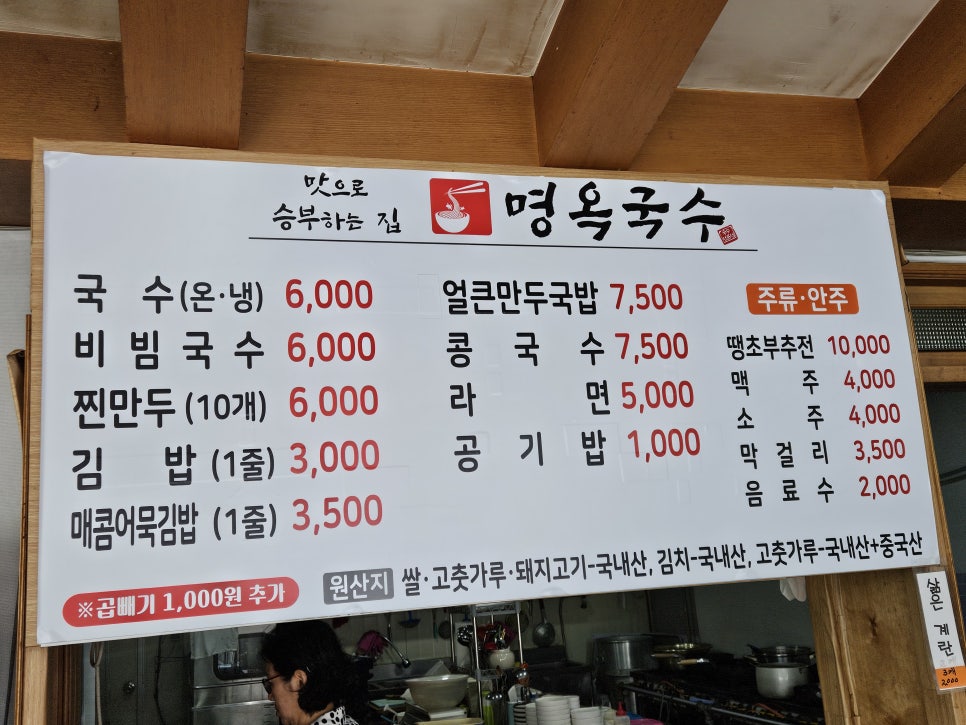 맛으로
승부하는 집
명옥국수
국수(온·냉) 6,000
비빔국수 6,000
찐만두(10개) 6,000
김밥(1줄) 3,000
매콤어묵김밥(1줄) 3,500
얼큰만두국밥 7,500
콩국수 7,500
라면 5,000
공기밥 1,000
주류·안주
땡초부추전 10,000
맥주 4,000
소주 4,000
막걸리 3,500
음료수 2,000
※곱빼기 1,000원 추가
원산지 쌀·고춧가루·돼지고기-국내산, 김치-국내산, 고춧가루-국내산+중국산
삶은 계란
3개
2000